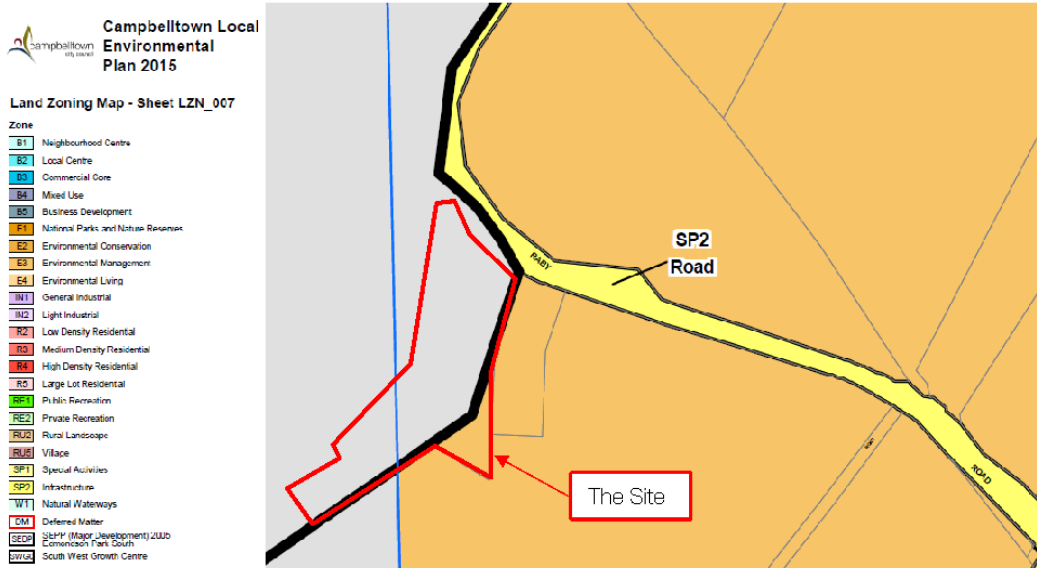 campbelltown
city council
Campbelltown Local
Environmental
Plan 2015
Land Zoning Map - Sheet LZN_007
Zone
B1 Neighbourhood Centre
B2 Local Centre
B3 Commercial Core
B4 Mixed Use
B5 Business Development
E1 National Parks and Nature Reserves
E2 Environmental Conservation
E3 Environmental Management
E4 Environmental Living
IN1 General Industrial
IN2 Light Industrial
R2 Low Density Residential
R3 Medium Density Residential
R4 High Density Residential
R5 Large Lot Residential
RE1 Public Recreation
RE2 Private Recreation
RU2 Rural Landscape
RU5 Village
SP1 Special Activities
SP2 Infrastructure
W1 Natural Waterways
DM Deferred Matter
SEDP SEPP (Major Development) 2005
Edmondson Park South
SWGC South West Growth Centre
SP2
Road
RABY
ROAD
The Site